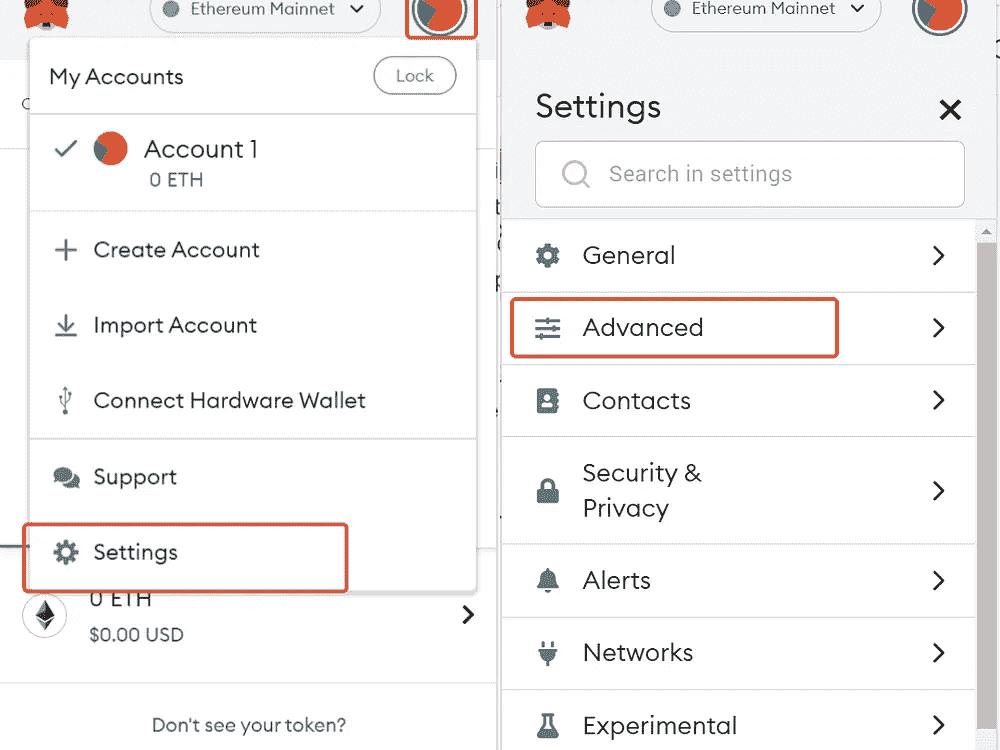 Ethereum Mainnet
My Accounts
Lock
Account 1
0 ETH
Create Account
Import Account
Connect Hardware Wallet
Support
Settings
0 ETH
$0.00 USD
Don't see your token?
Ethereum Mainnet
Settings
Search in settings
General
Advanced
Contacts
Security &
Privacy
Alerts
Networks
Experimental